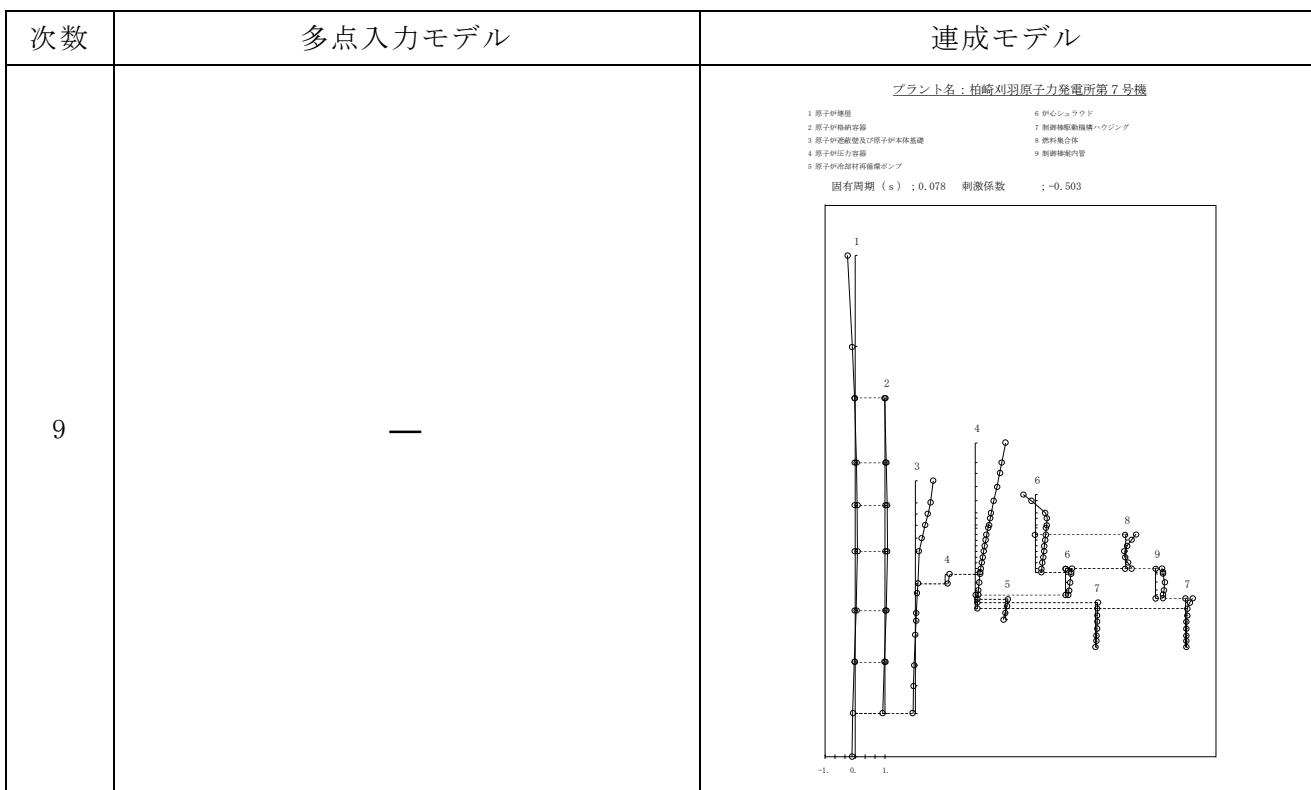 次数 多点入力モデル 連成モデル
9 —
プラント名：柏崎刈羽原子力発電所第７号機
1 原子炉建屋 6 炉心シュラウド
2 原子炉格納容器 7 制御棒駆動機構ハウジング
3 原子炉遮蔽壁及び原子炉本体基礎 8 燃料集合体
4 原子炉圧力容器 9 制御棒案内管
5 原子炉冷却材再循環ポンプ
固有周期（ｓ）；0.078 刺激係数 ；-0.503
1
2
4
3
6
8
4
6
9
5
7
7
-1. 0. 1.